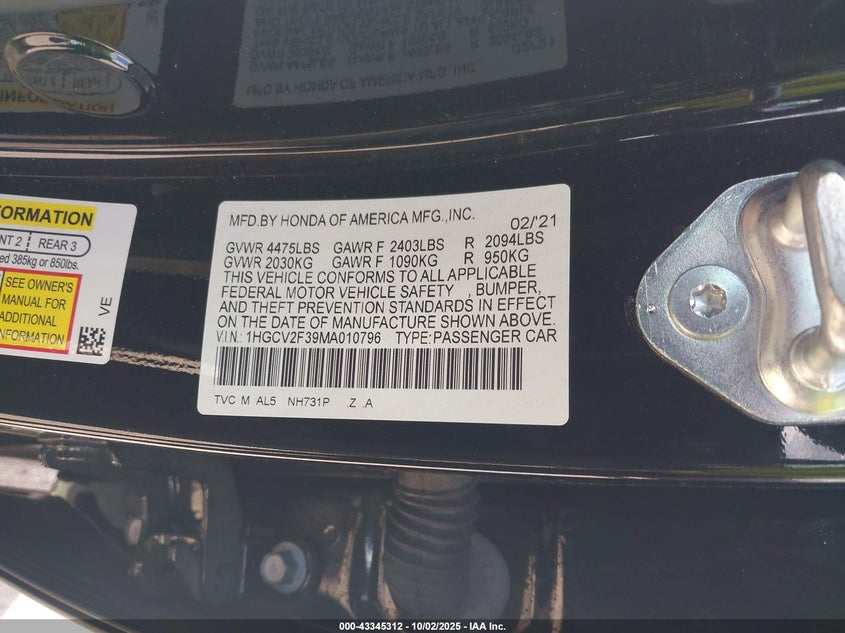 MFD.BY HONDA OF AMERICA MFG.,INC. 02/'21
GVWR 4475LBS GAWR F 2403LBS R 2094LBS
GVWR 2030KG GAWR F 1090KG R 950KG
THIS VEHICLE CONFORMS TO ALL APPLICABLE
FEDERAL MOTOR VEHICLE SAFETY , BUMPER,
AND THEFT PREVENTION STANDARDS IN EFFECT
ON THE DATE OF MANUFACTURE SHOWN ABOVE.
V.I.N.: 1HGCV2F39MA010796 TYPE:PASSENGER CAR
TVC M AL5 NH731P .Z .A
2 REAR 3
385kg or 850lbs.
SEE OWNER'S
MANUAL FOR
ADDITIONAL
INFORMATION
VE
000-43345312 - 10/02/2025 - IAA Inc.